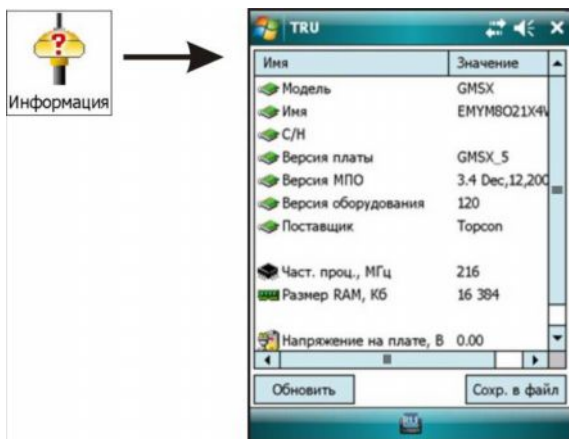 TRU
Информация
Имя Значение
Модель GMSX
Имя
С/Н
Версия платы GMSX_5
Версия МПО 3.4 Dec,12,200
Версия оборудования 120
Поставщик Topcon
Част. проц., МГц 216
Размер RAM, Кб 16 384
Напряжение на плате, В 0.00
Обновить Сохр. в файл